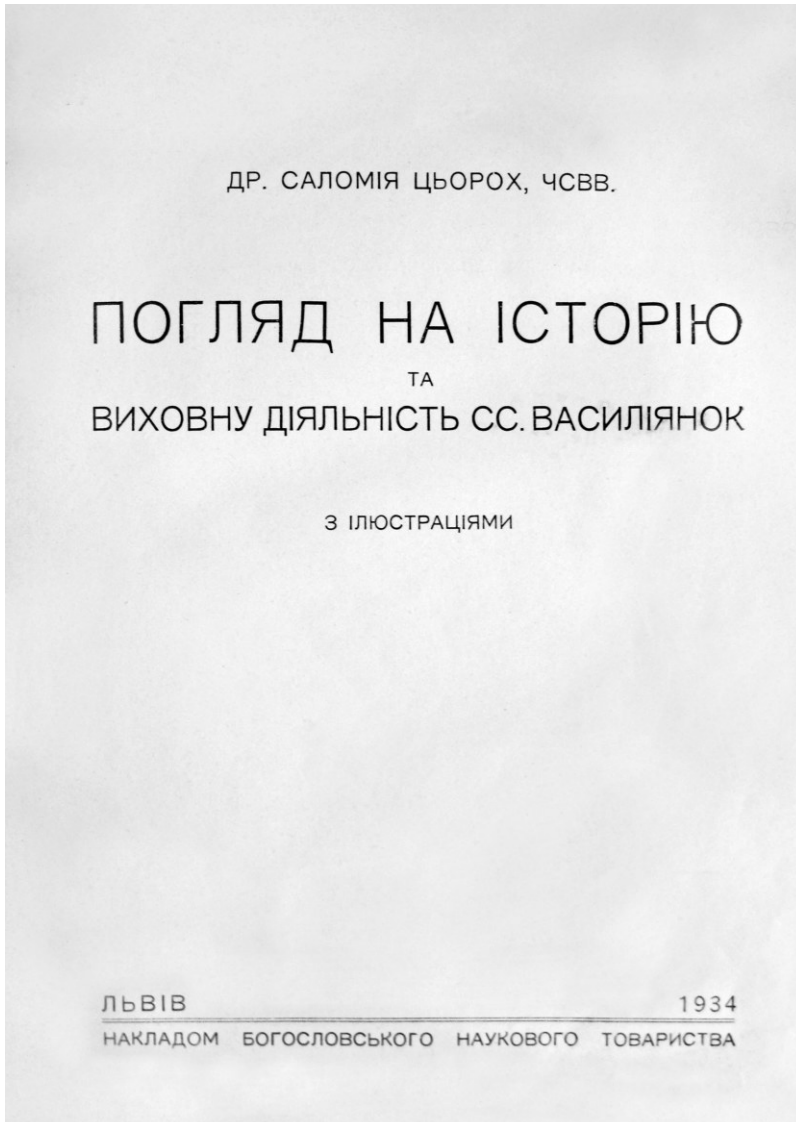 ДР. САЛОМІЯ ЦЬОРОХ, ЧСВВ.
ПОГЛЯД НА ІСТОРІЮ
ТА
ВИХОВНУ ДІЯЛЬНІСТЬ СС. ВАСИЛІЯНОК
З ІЛЮСТРАЦІЯМИ
ЛЬВІВ 1934
НАКЛАДОМ БОГОСЛОВСЬКОГО НАУКОВОГО ТОВАРИСТВА